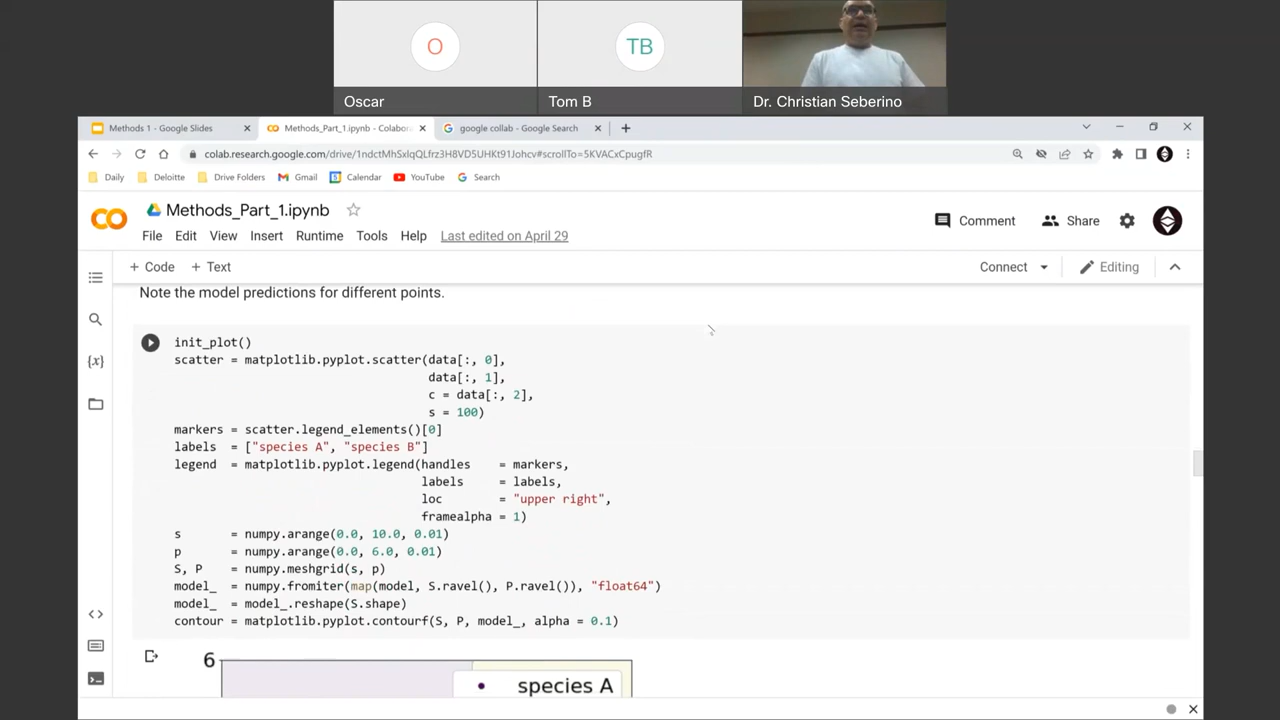 O
TB
Oscar
Tom B
Dr. Christian Seberino
Methods 1 - Google Slides
Methods_Part_1.ipynb - Colabora
google collab - Google Search
colab.research.google.com/drive/1ndctMhSxIqQLfrz3H8VD5UHKt91Johcv#scrollTo=5KVACxCpugfR
Daily
Deloitte
Drive Folders
Gmail
Calendar
YouTube
Search
Methods_Part_1.ipynb
File Edit View Insert Runtime Tools Help Last edited on April 29
Comment
Share
+ Code + Text
Connect
Editing
Note the model predictions for different points.
init_plot()
scatter = matplotlib.pyplot.scatter(data[:, 0],
data[:, 1],
c = data[:, 2],
s = 100)
markers = scatter.legend_elements()[0]
labels = ["species A", "species B"]
legend = matplotlib.pyplot.legend(handles = markers,
labels = labels,
loc = "upper right",
framealpha = 1)
s = numpy.arange(0.0, 10.0, 0.01)
p = numpy.arange(0.0, 6.0, 0.01)
S, P = numpy.meshgrid(s, p)
model_ = numpy.fromiter(map(model, S.ravel(), P.ravel()), "float64")
model_ = model_.reshape(S.shape)
contour = matplotlib.pyplot.contourf(S, P, model_, alpha = 0.1)
6
species A